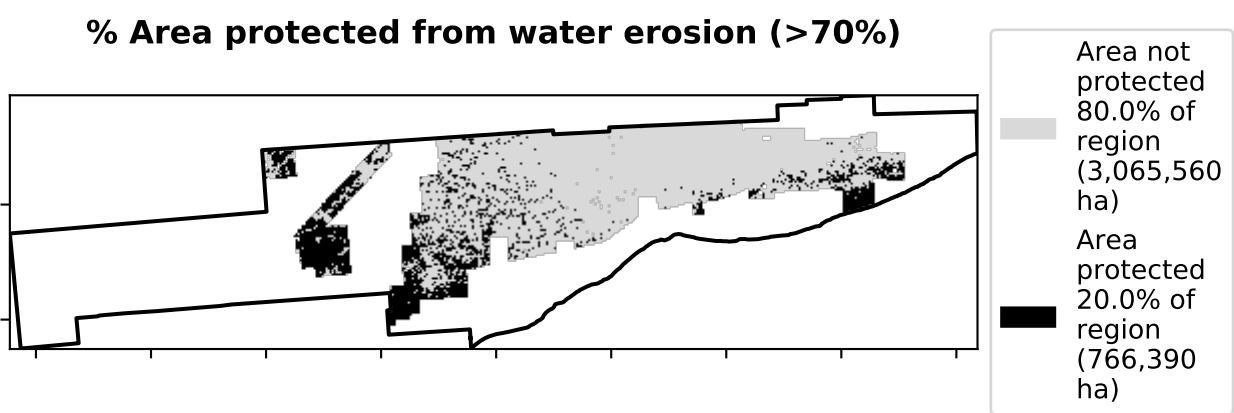 % Area protected from water erosion (>70%)
Area not
protected
80.0% of
region
(3,065,560
ha)
Area
protected
20.0% of
region
(766,390
ha)